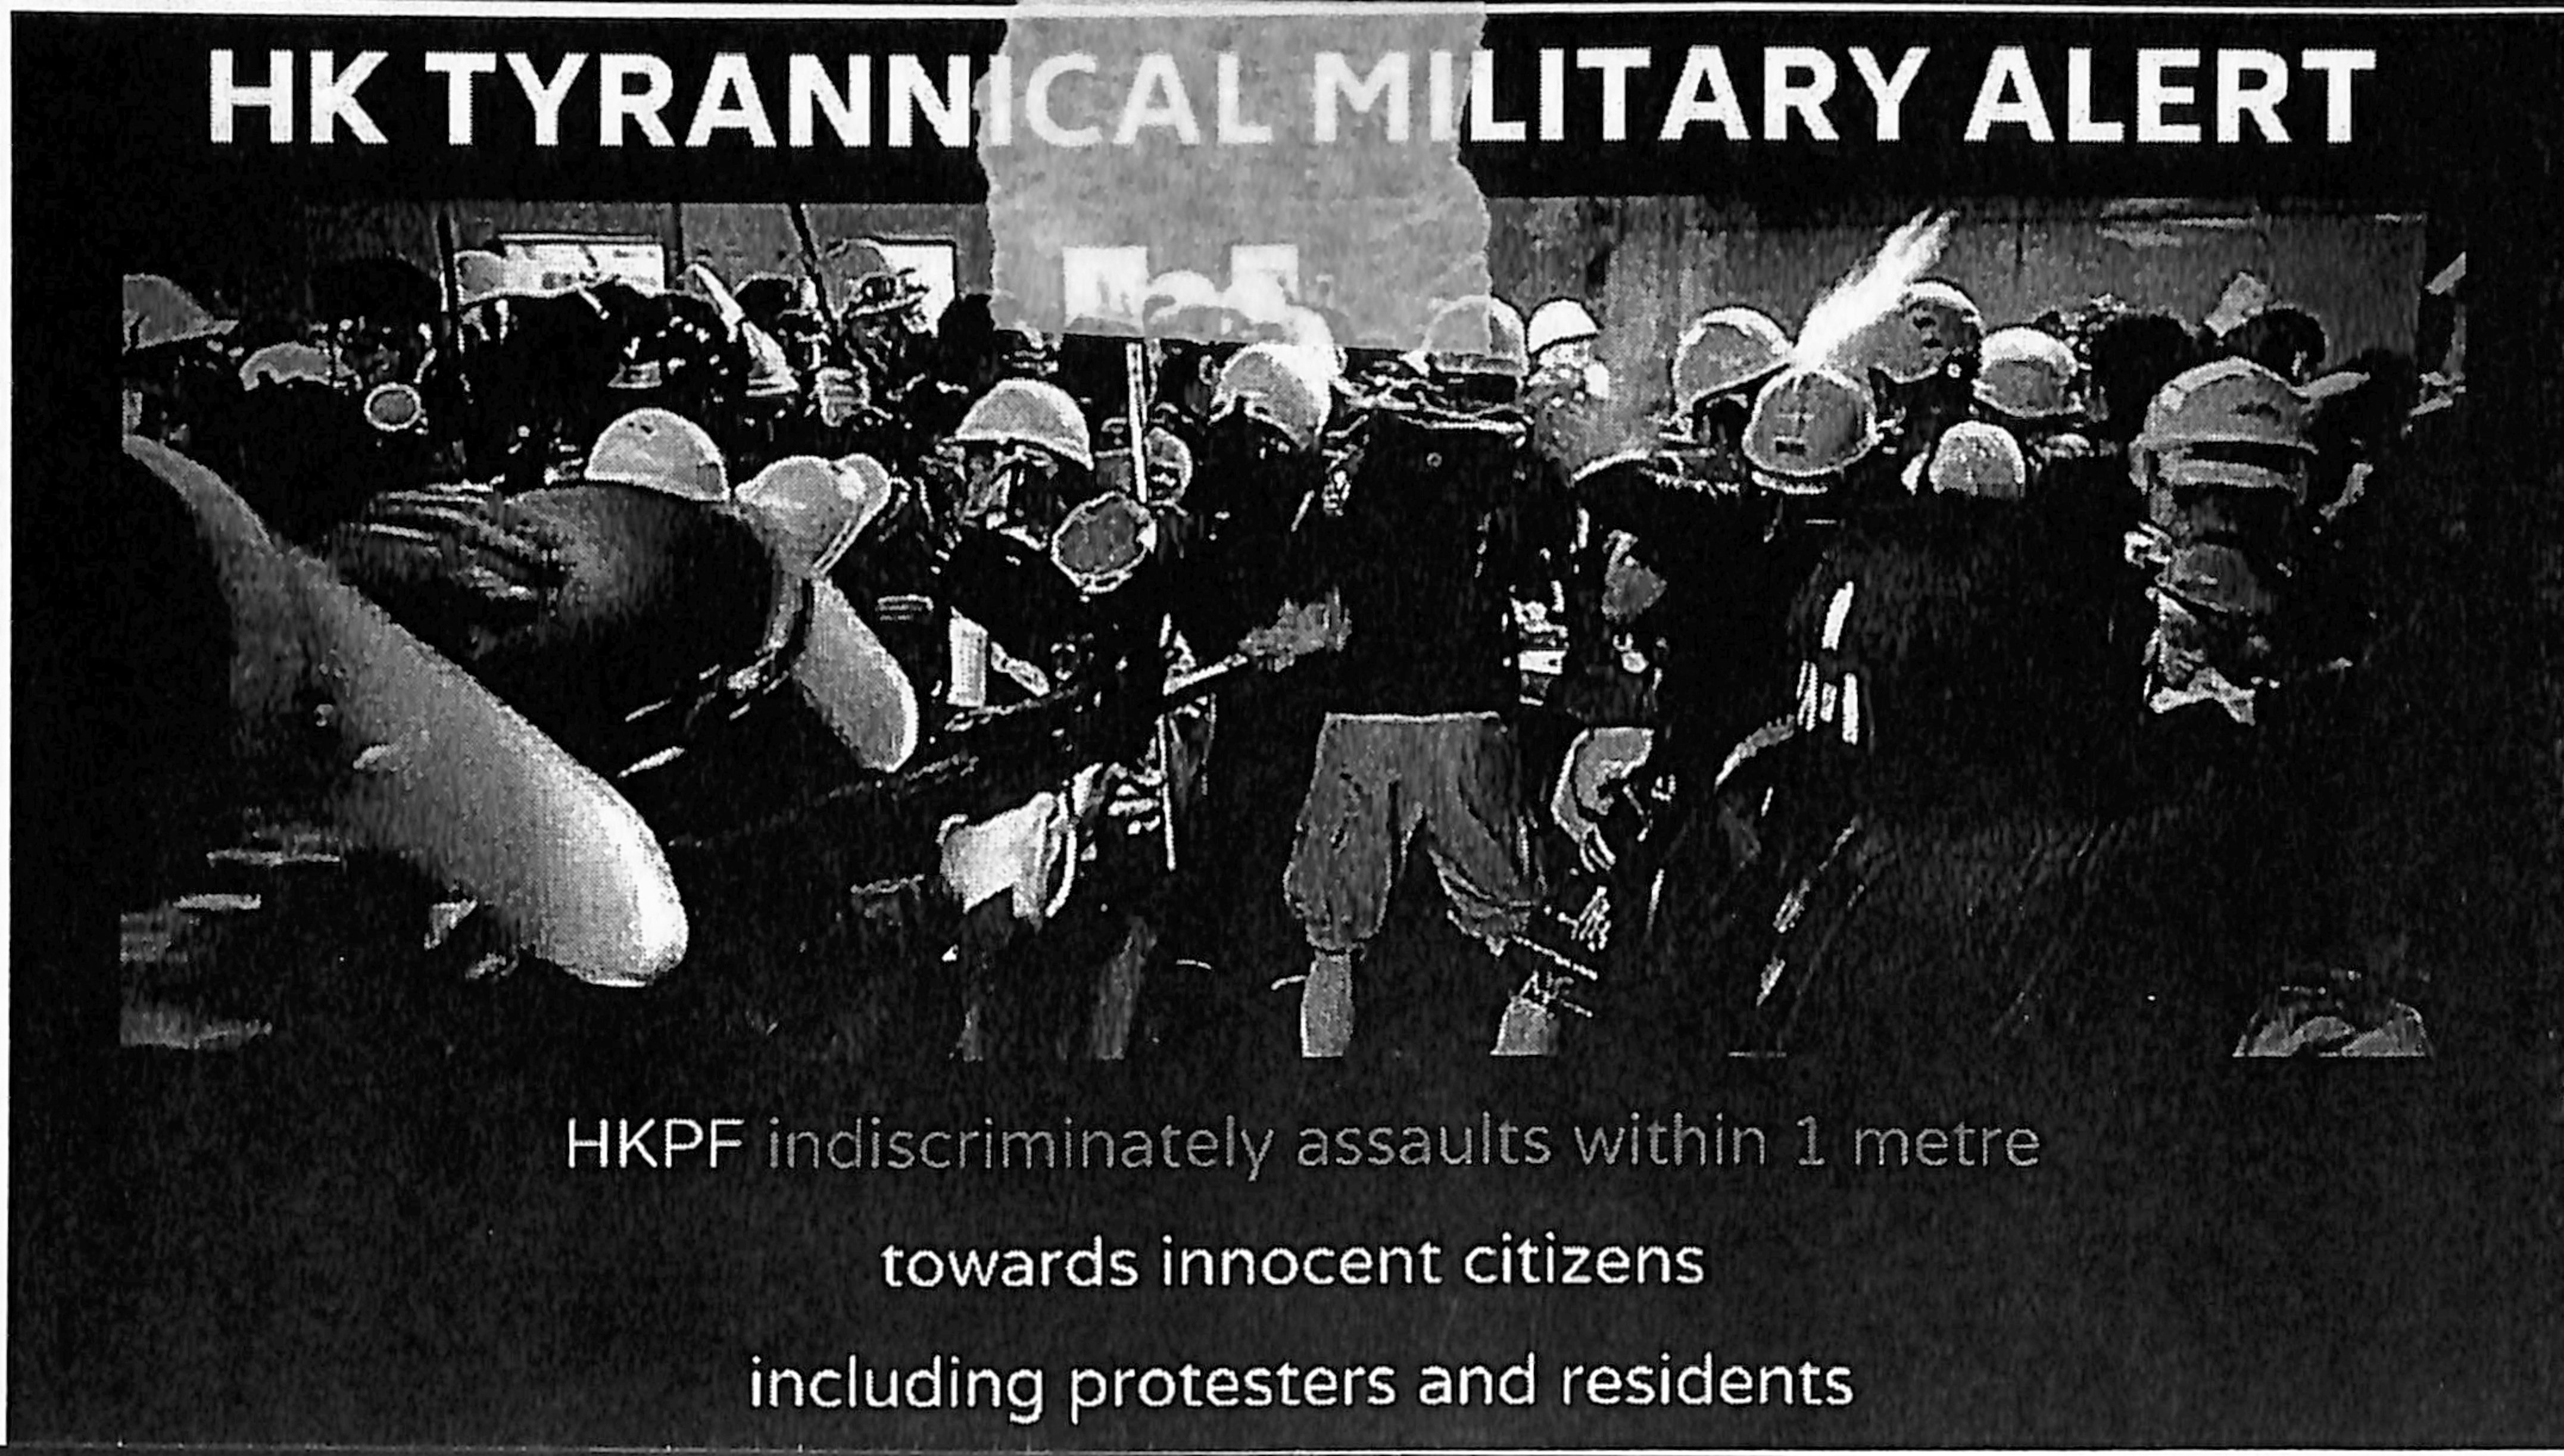 HK TYRANNICAL MILITARY ALERT
HKPF indiscriminately assaults within 1 metre
towards innocent citizens
including protesters and residents